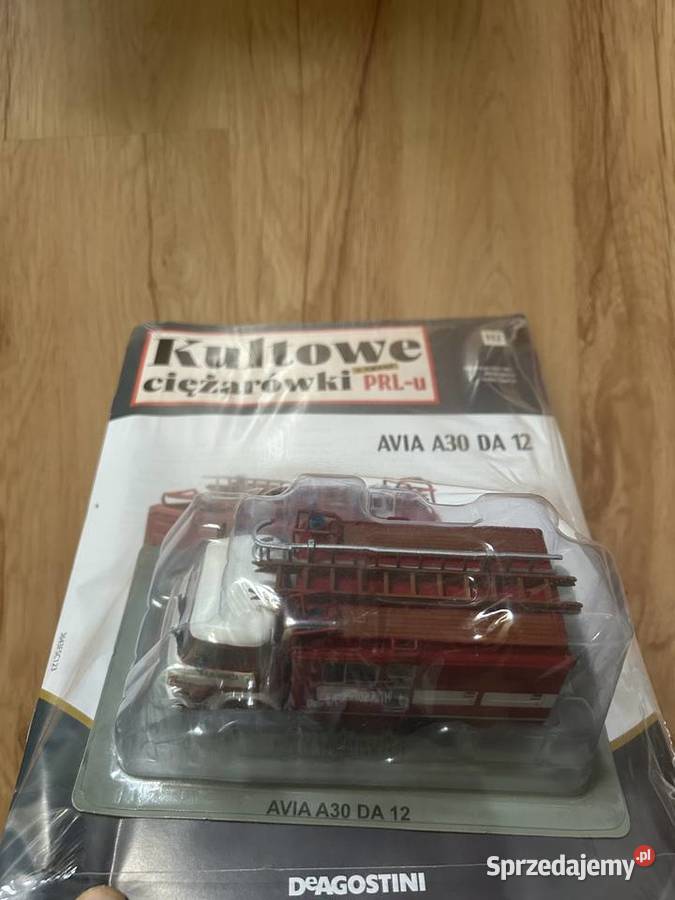 Kultowe
ciężarówki
PRL-u
AVIA A30 DA 12
AVIA A30 DA 12
DeAGOSTINI
Sprzedajemy.pl